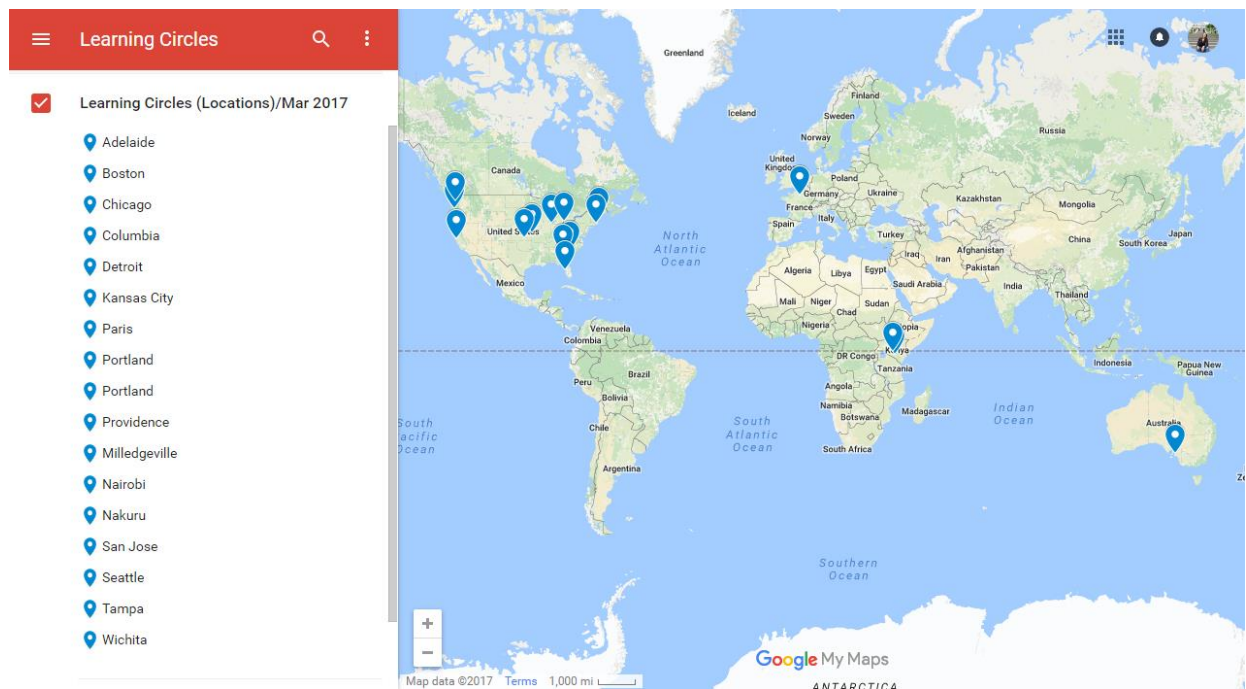 Learning Circles
Learning Circles (Locations)/Mar 2017
Adelaide
Boston
Chicago
Columbia
Detroit
Kansas City
Paris
Portland
Portland
Providence
Milledgeville
Nairobi
Nakuru
San Jose
Seattle
Tampa
Wichita
Greenland
Iceland
Finland
Sweden
Norway
Russia
United
Canada
Poland
Germany
Ukraine
France
Kazakhstan
Mongolia
Italy
Spain
Turkey
North
Atlantic
Ocean
China
South Korea
Japan
Afghanistan
Iraq
Iran
Pakistan
Mexico
Algeria
Libya
Egypt
Saudi Arabia
India
Thailand
Mali
Niger
Sudan
Chad
Nigeria
Venezuela
Colombia
DR Congo
Tanzania
Indonesia
Papua New
Guinea
Peru
Brazil
Angola
Bolivia
Namibia
Botswana
Madagascar
Chile
South
Atlantic
Ocean
Indian
Ocean
South Africa
Argentina
Southern
Ocean
Google My Maps
Map data ©2017 Terms 1,000 mi
ANTARCTICA